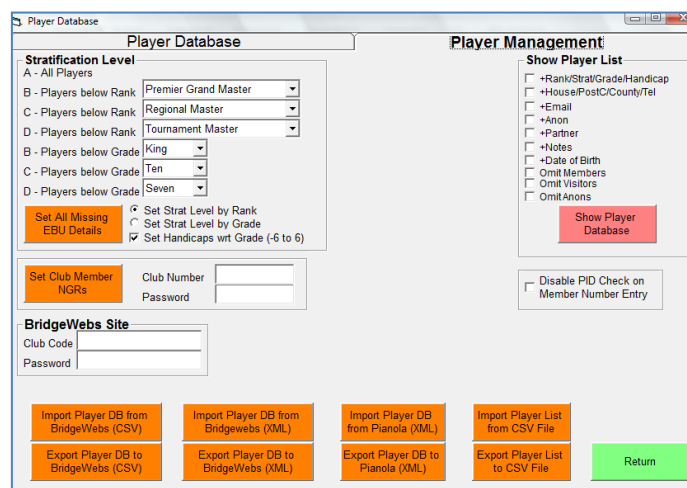 Player Database
Player Database
Player Management
Stratification Level
A - All Players
B - Players below Rank Premier Grand Master
C - Players below Rank Regional Master
D - Players below Rank Tournament Master
B - Players below Grade King
C - Players below Grade Ten
D - Players below Grade Seven
Set All Missing
EBU Details
Set Strat Level by Rank
Set Strat Level by Grade
Set Handicaps wrt Grade (-6 to 6)
Show Player List
+Rank/Strat/Grade/Handicap
+House/PostC/County/Tel
+Email
+Anon
+Partner
+Notes
+Date of Birth
Omit Members
Omit Visitors
Omit Anons
Show Player
Database
Set Club Member
NGRs
Club Number
Password
Disable PID Check on
Member Number Entry
BridgeWebs Site
Club Code
Password
Import Player DB from
BridgeWebs (CSV)
Import Player DB from
Bridgewebs (XML)
Import Player DB
from Pianola (XML)
Import Player List
from CSV File
Export Player DB to
BridgeWebs (CSV)
Export Player DB to
BridgeWebs (XML)
Export Player DB to
Pianola (XML)
Export Player List
to CSV File
Return